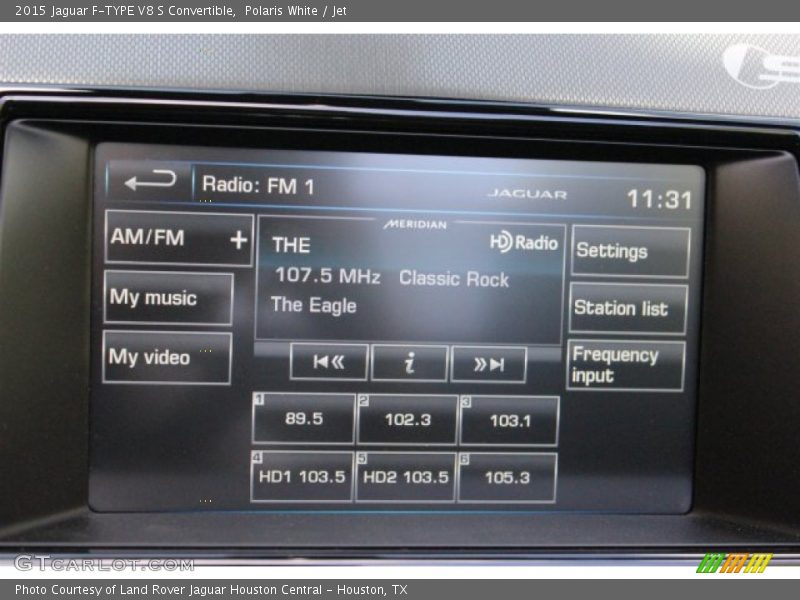 2015 Jaguar F-TYPE V8 S Convertible, Polaris White / Jet
S
Radio: FM 1 JAGUAR 11:31
AM/FM + MERIDIAN
THE HD Radio Settings
107.5 MHz Classic Rock
My music The Eagle Station list
My video i Frequency
input
1 89.5 2 102.3 3 103.1
4 HD1 103.5 5 HD2 103.5 6 105.3
GTCARLOT.COM
Photo Courtesy of Land Rover Jaguar Houston Central - Houston, TX